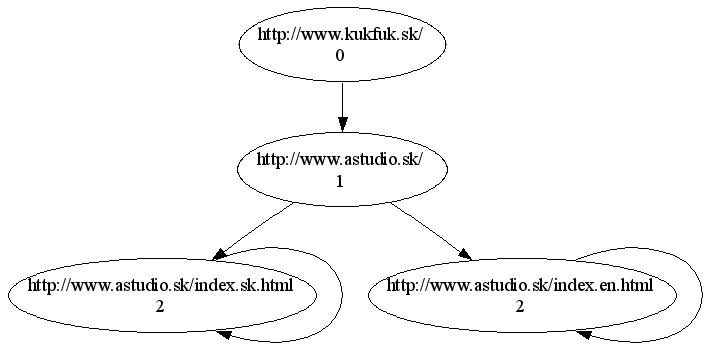 http://www.kukfuk.sk/
0
http://www.astudio.sk/
1
http://www.astudio.sk/index.sk.html
2
http://www.astudio.sk/index.en.html
2